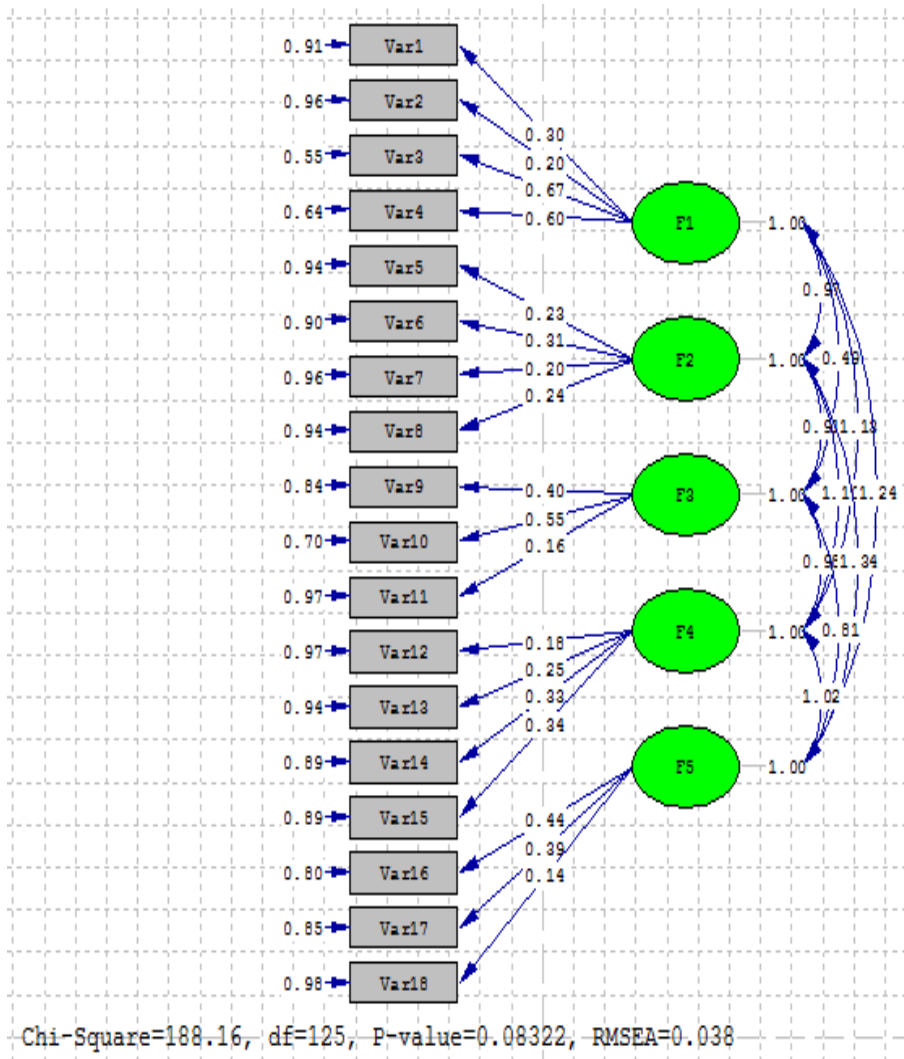 0.91 Var1
0.96 Var2
0.30
0.20
0.55 Var3
0.67
0.64 Var4
0.60
F1 1.00
0.94 Var5
0.23
0.90 Var6
0.31
0.96 Var7
0.20
F2 1.00
0.24
0.94 Var8
0.84 Var9
0.40
F3 1.00
1.24
0.55
0.70 Var10
0.16
1.34
0.97 Var11
0.97 Var12
0.18
F4 1.00
0.81
0.25
0.94 Var13
0.33
1.02
0.34
0.89 Var14
F5 1.00
0.89 Var15
0.44
0.39
0.80 Var16
0.14
0.85 Var17
0.98 Var18
Chi-Square=188.16, df=125, P-value=0.08322, RMSEA=0.038